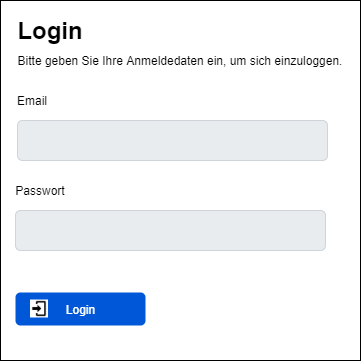 Login
Bitte geben Sie Ihre Anmeldedaten ein, um sich einzuloggen.
Email
Passwort
Login